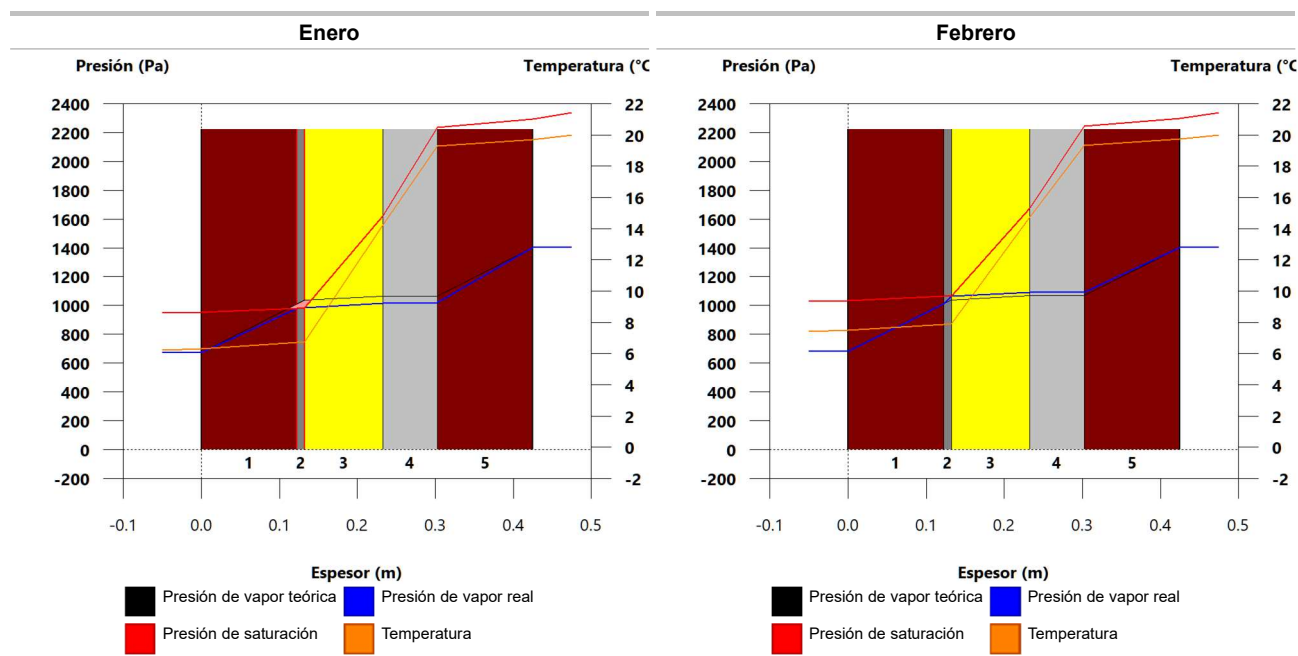 Enero
Febrero
Presión (Pa)
Temperatura (°C
Presión (Pa)
Temperatura (°C
2400
22
2400
22
2200
20
2200
20
2000
2000
1800
18
1800
18
1600
16
1600
16
1400
14
1400
14
1200
12
1200
12
1000
10
1000
10
800
8
800
8
600
6
600
6
400
4
400
4
200
2
200
2
0
0
0
0
1 2 3 4 5
1 2 3 4 5
-200
-2
-200
-2
-0.1 0.0 0.1 0.2 0.3 0.4 0.5
-0.1 0.0 0.1 0.2 0.3 0.4 0.5
Espesor (m)
Espesor (m)
Presión de vapor teórica
Presión de vapor real
Presión de vapor teórica
Presión de vapor real
Presión de saturación
Temperatura
Presión de saturación
Temperatura